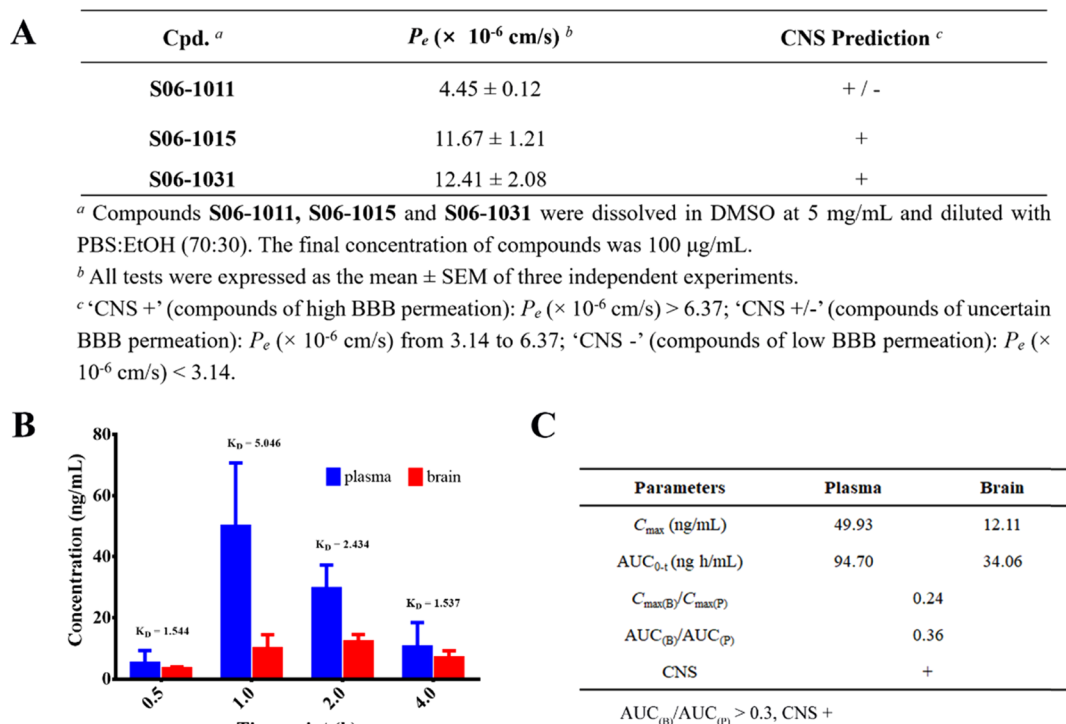 A
Cpd. a Pe (× 10-6 cm/s) b CNS Prediction c
S06-1011 4.45 ± 0.12 + / -
S06-1015 11.67 ± 1.21 +
S06-1031 12.41 ± 2.08 +
a Compounds S06-1011, S06-1015 and S06-1031 were dissolved in DMSO at 5 mg/mL and diluted with
PBS:EtOH (70:30). The final concentration of compounds was 100 μg/mL.
b All tests were expressed as the mean ± SEM of three independent experiments.
c ‘CNS +’ (compounds of high BBB permeation): Pe (× 10-6 cm/s) > 6.37; ‘CNS +/-’ (compounds of uncertain
BBB permeation): Pe (× 10-6 cm/s) from 3.14 to 6.37; ‘CNS -’ (compounds of low BBB permeation): Pe (×
10-6 cm/s) < 3.14.
B
Concentration (ng/mL)
80
60
40
20
0
KD = 1.544
KD = 5.046
KD = 2.434
KD = 1.537
plasma
brain
0.5 1.0 2.0 4.0
C
Parameters Plasma Brain
Cmax (ng/mL) 49.93 12.11
AUC0-t (ng h/mL) 94.70 34.06
Cmax(B)/Cmax(P) 0.24
AUC(B)/AUC(P) 0.36
CNS +
AUC(B)/AUC(P) > 0.3, CNS +